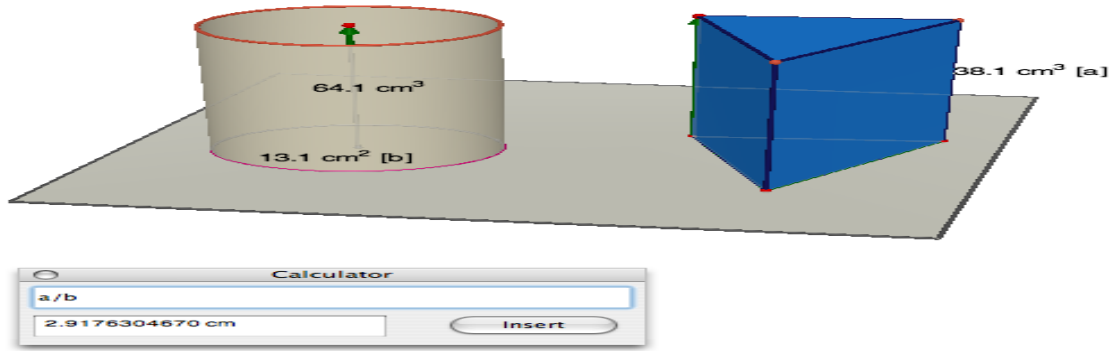 64.1 cm³
38.1 cm³ [a]
13.1 cm² [b]
Calculator
a/b
2.9176304670 cm
Insert